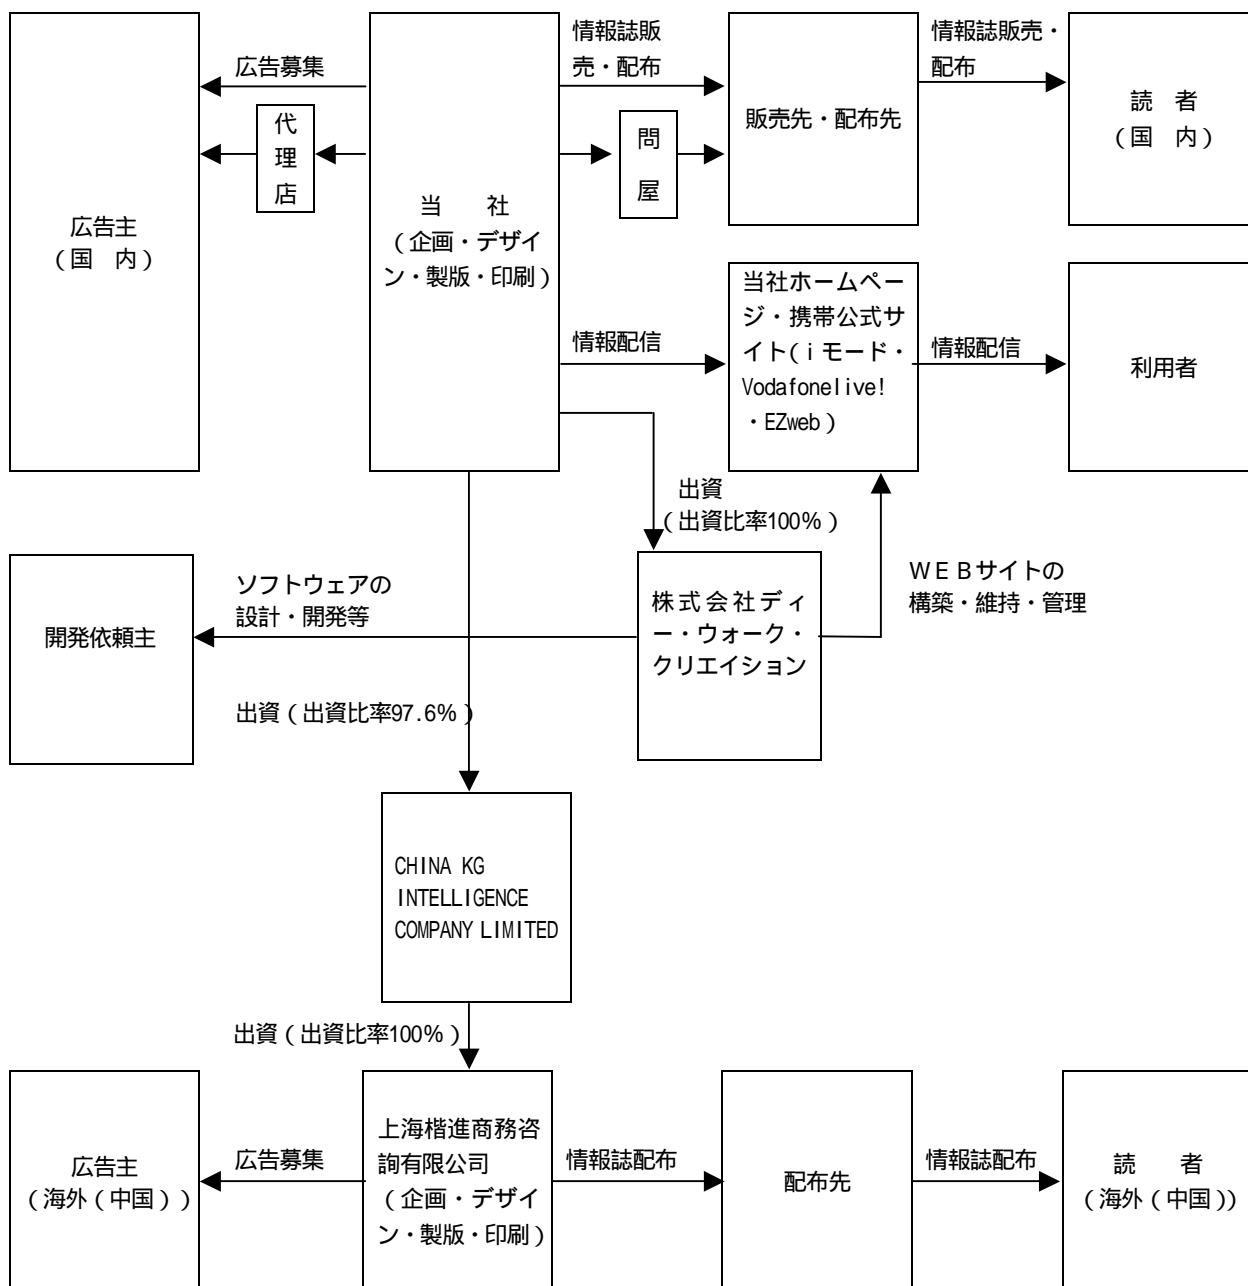 広告募集
代
理
店
広告主
(国 内)
当 社
(企画・デザイ
ン・製版・印刷)
情報誌販
売・配布
問
屋
販売先・配布先
情報誌販売・
配布
読 者
(国 内)
情報配信
当社ホームペー
ジ・携帯公式サ
イト(iモード・
Vodafonelive!
・EZweb)
情報配信
利用者
出資
(出資比率100%)
開発依頼主
ソフトウェアの
設計・開発等
株式会社ディ
ー・ウォーク・
クリエイション
WEBサイトの
構築・維持・管理
出資(出資比率97.6%)
CHINA KG
INTELLIGENCE
COMPANY LIMITED
出資(出資比率100%)
広告主
(海外(中国))
広告募集
上海楷進商務咨
詢有限公司
(企画・デザイ
ン・製版・印刷)
情報誌配布
配布先
情報誌配布
読 者
(海外(中国))